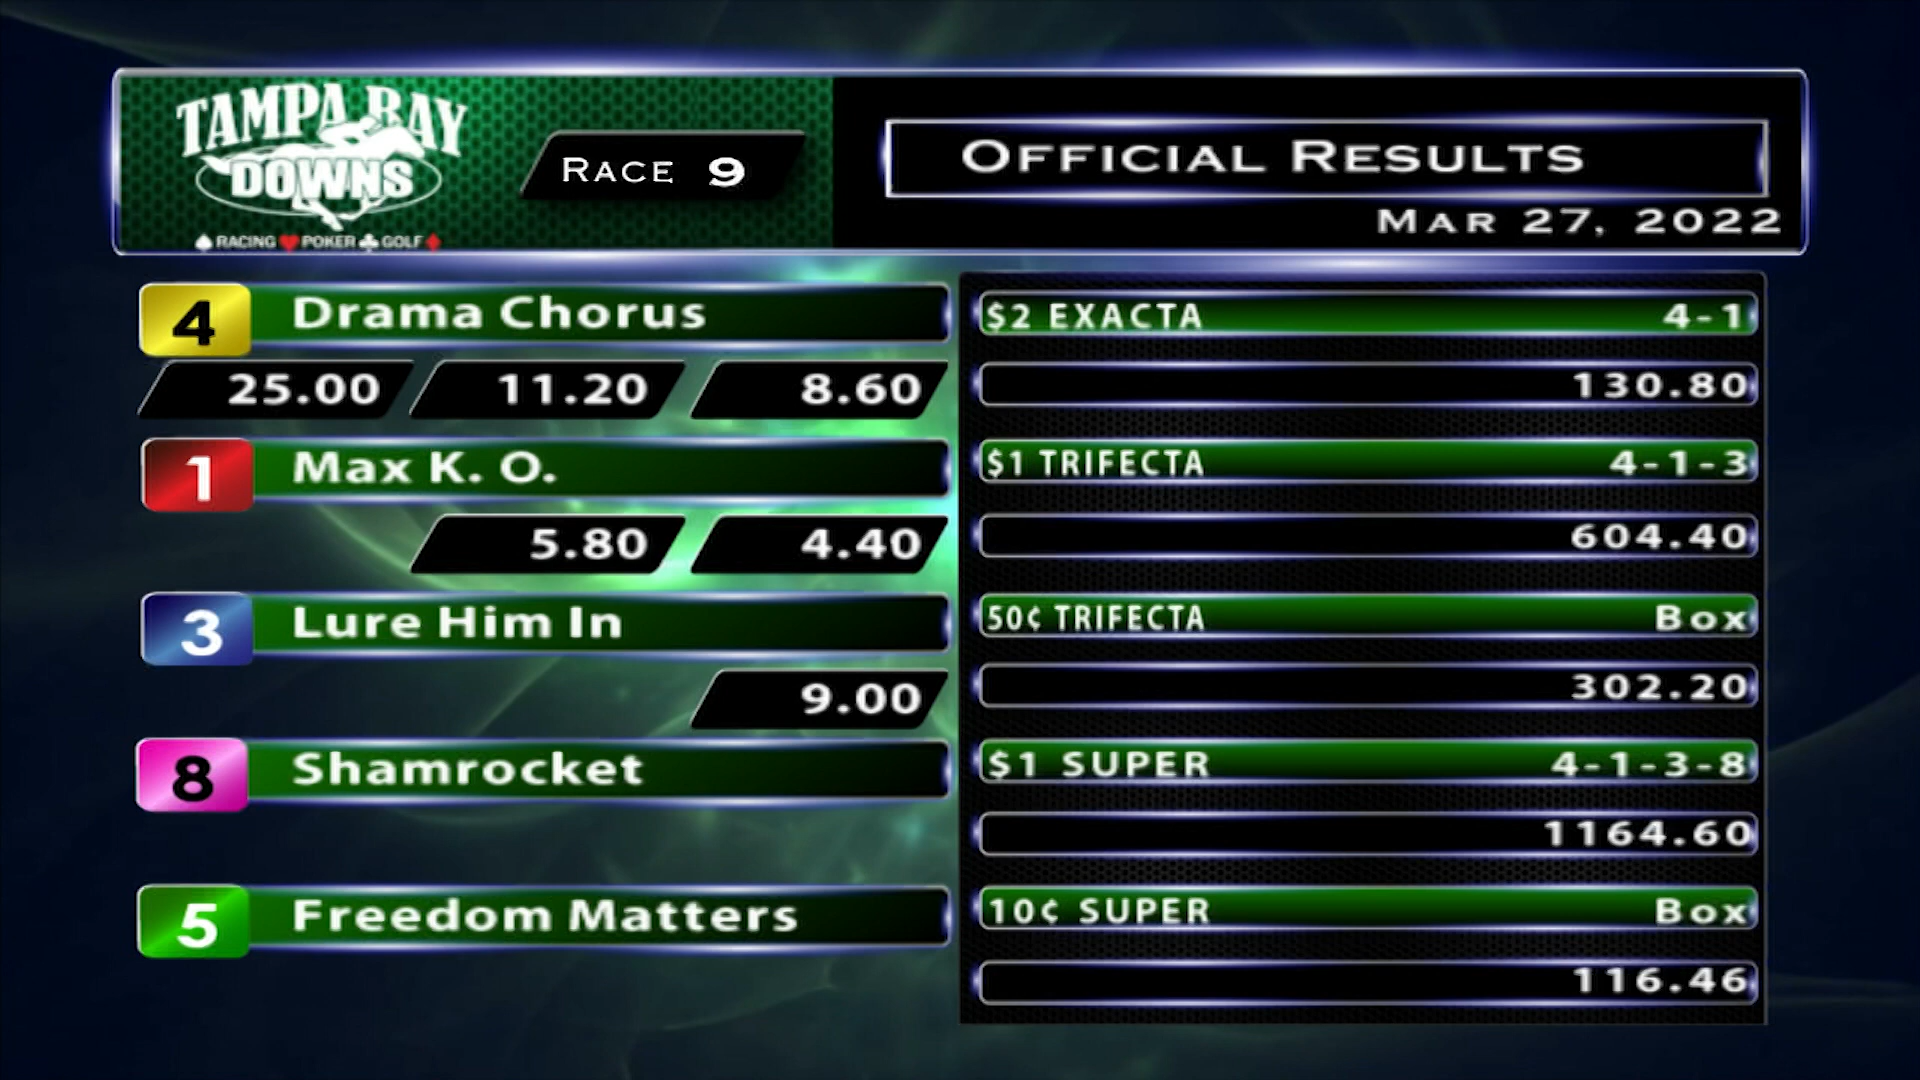 TAMPA BAY
DOWNS
RACING POKER GOLF
RACE 9
OFFICIAL RESULTS
MAR 27, 2022
4 Drama Chorus
25.00 11.20 8.60
1 Max K. O.
5.80 4.40
3 Lure Him In
9.00
8 Shamrocket
5 Freedom Matters
$2 EXACTA 4-1
130.80
$1 TRIFECTA 4-1-3
604.40
50¢ TRIFECTA Box
302.20
$1 SUPER 4-1-3-8
1164.60
10¢ SUPER Box
116.46